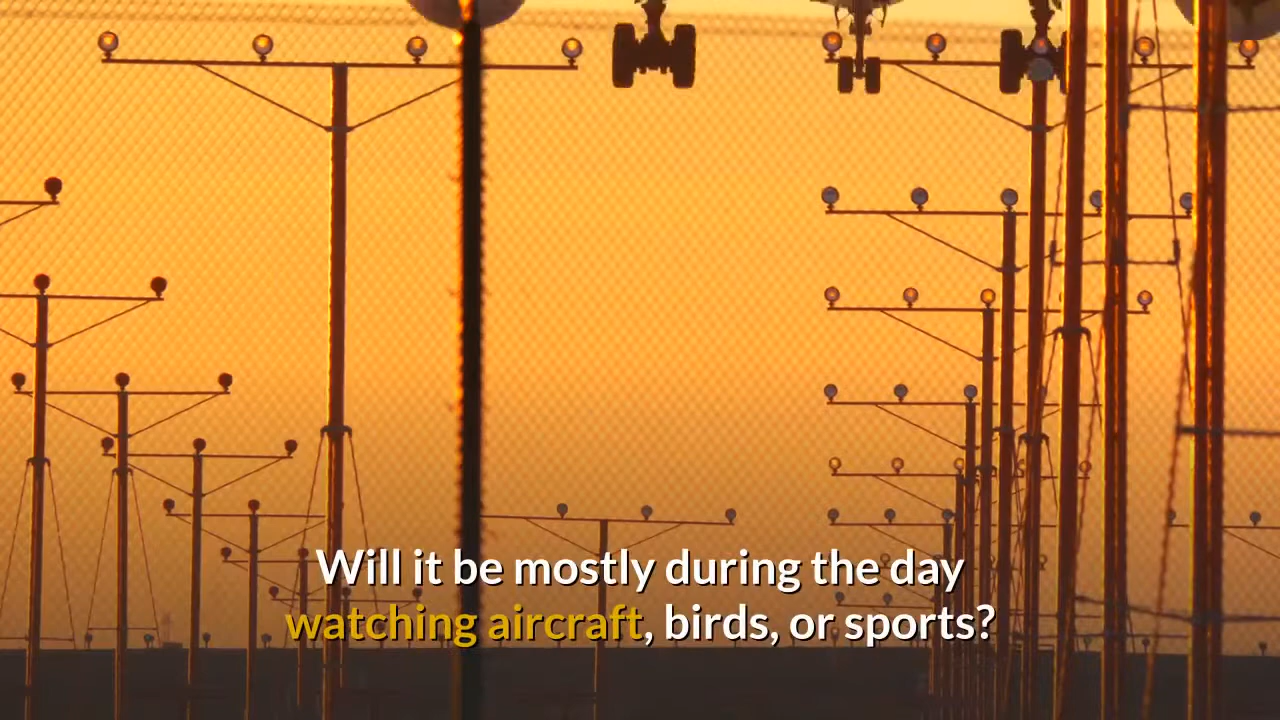 Will it be mostly during the day
watching aircraft, birds, or sports?